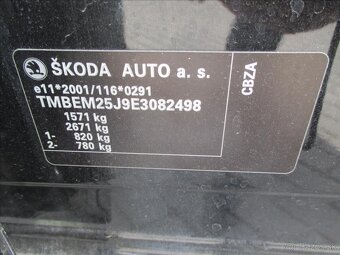 ŠKODA AUTO a. s.
e11*2001/116*0291
TMBEM25J9E3082498
1571 kg
2671 kg
1- 820 kg
2- 780 kg
CBZA